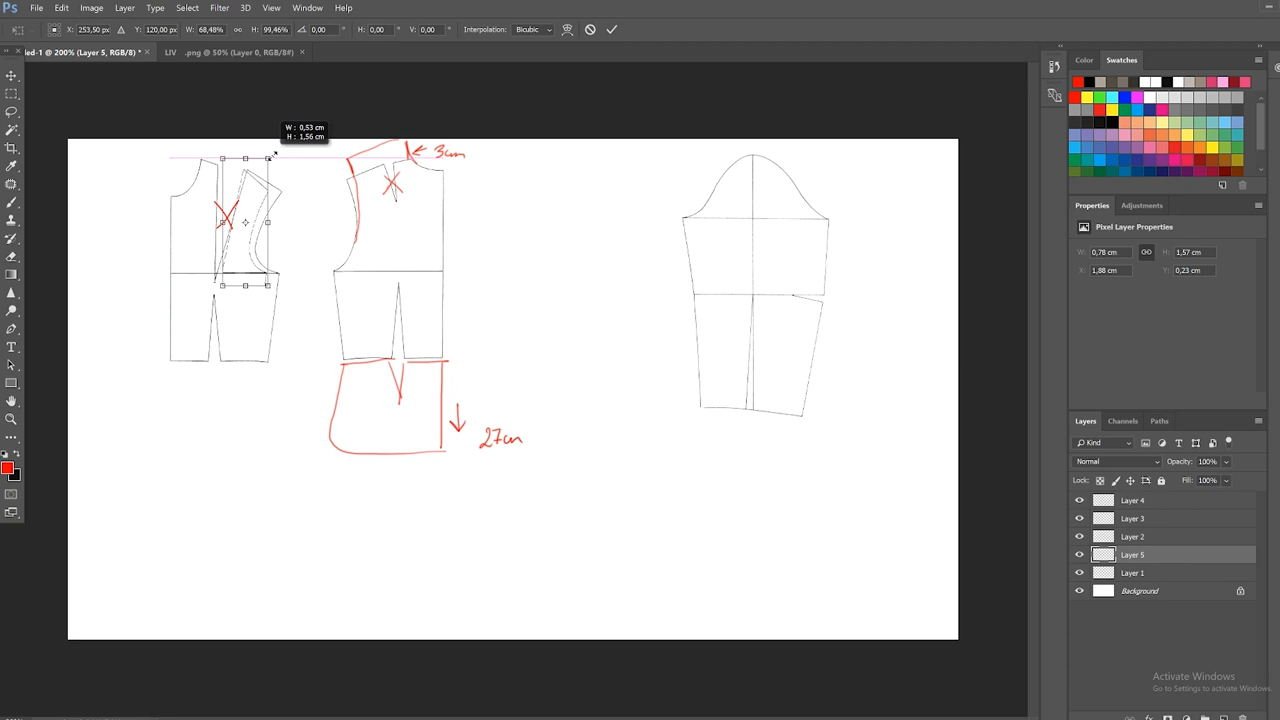 Ps File Edit Image Layer Type Select Filter 3D View Window Help
X: 253,50 px Y: 120,00 px W: 68,48% H: 99,46% 0,00 ° H: 0,00 ° V: 0,00 ° Interpolation: Bicubic
led-1 @ 200% (Layer 5, RGB/8) * × LIV .png @ 50% (Layer 0, RGB/8#) ×
Color Swatches
W: 0,53 cm
H: 1,56 cm
3cm
27cm
Properties Adjustments
Pixel Layer Properties
W: 0,78 cm H: 1,57 cm
X: 1,88 cm Y: 0,23 cm
Layers Channels Paths
Kind
Normal Opacity: 100%
Lock: Fill: 100%
Layer 4
Layer 3
Layer 2
Layer 5
Layer 1
Background
Activate Windows
Go to Settings to activate Windows.